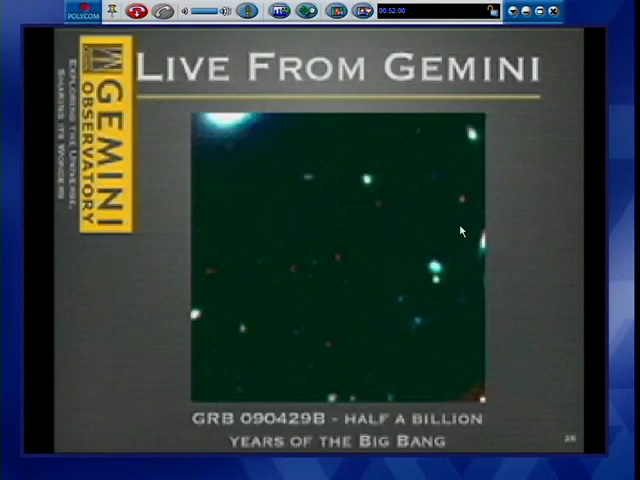 POLYCOM
00:52:00
LIVE FROM GEMINI
GEMINI
OBSERVATORY
EXPLORING THE UNIVERSE,
SHARING ITS WONDERS
GRB 090429B - HALF A BILLION
YEARS OF THE BIG BANG
28